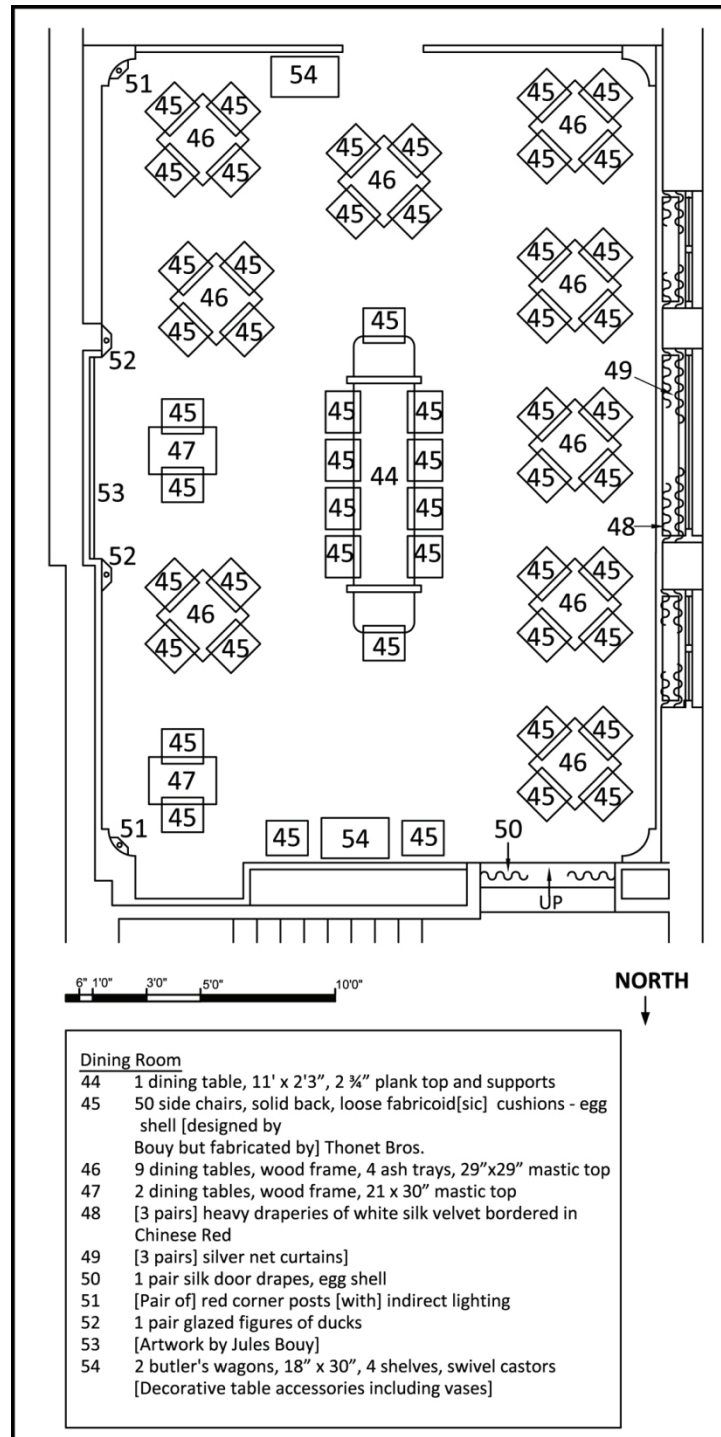 54
51
45 45 45 45
46 46
45 45 45 45
45 45
46
45 45
45 45 45 45
46 46
45 45 45 45
45
52
49
45 45 45 45 45
47 45 45 46
53 45 44 45 45 45
45 45 48
52
45 45 45 45 45 45
46 46
45 45 45 45
45
45 45 45
47 46
45 45 45
51 45 54 45 50
UP
6" 1'0" 3'0" 5'0" 10'0"
NORTH
Dining Room
44 1 dining table, 11' x 2'3”, 2 ¾” plank top and supports
45 50 side chairs, solid back, loose fabricoid[sic] cushions - egg
shell [designed by
Bouy but fabricated by] Thonet Bros.
46 9 dining tables, wood frame, 4 ash trays, 29”x29” mastic top
47 2 dining tables, wood frame, 21 x 30” mastic top
48 [3 pairs] heavy draperies of white silk velvet bordered in
Chinese Red
49 [3 pairs] silver net curtains]
50 1 pair silk door drapes, egg shell
51 [Pair of] red corner posts [with] indirect lighting
52 1 pair glazed figures of ducks
53 [Artwork by Jules Bouy]
54 2 butler's wagons, 18” x 30”, 4 shelves, swivel castors
[Decorative table accessories including vases]